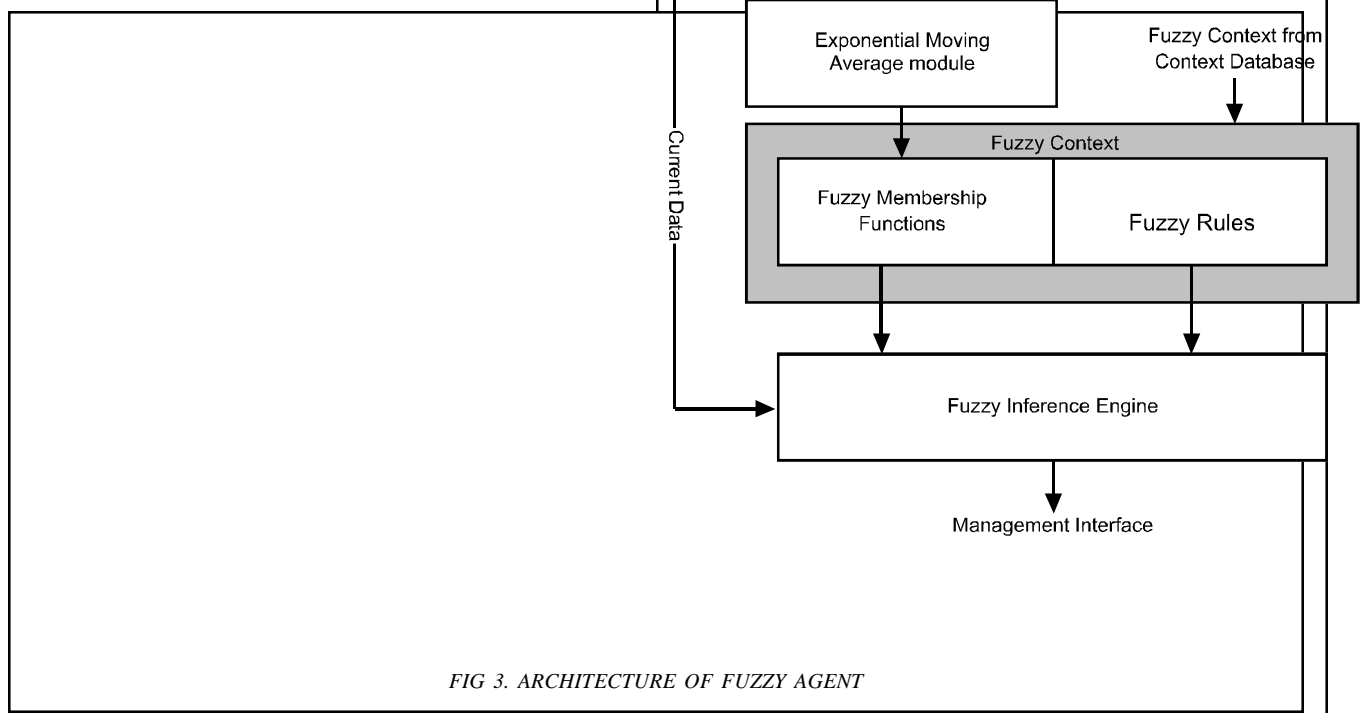 Exponential Moving
Average module
Fuzzy Context from
Context Database
Current Data
Fuzzy Context
Fuzzy Membership
Functions
Fuzzy Rules
Fuzzy Inference Engine
Management Interface
FIG 3. ARCHITECTURE OF FUZZY AGENT